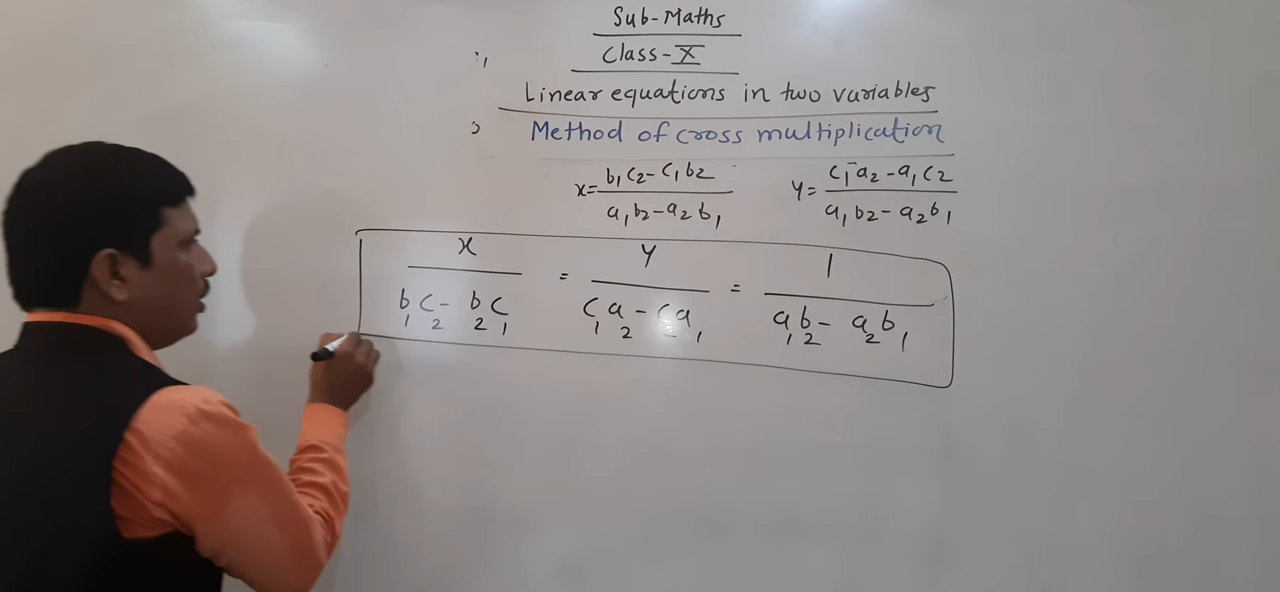 Sub-Maths
Class-X
Linear equations in two variables
Method of cross multiplication
x= b₁c₂-c₁b₂ / a₁b₂-a₂b₁ y= c₁a₂-a₁c₂ / a₁b₂-a₂b₁
x / b₁c₂-b₂c₁ = y / c₁a₂-c₂a₁ = 1 / a₁b₂-a₂b₁